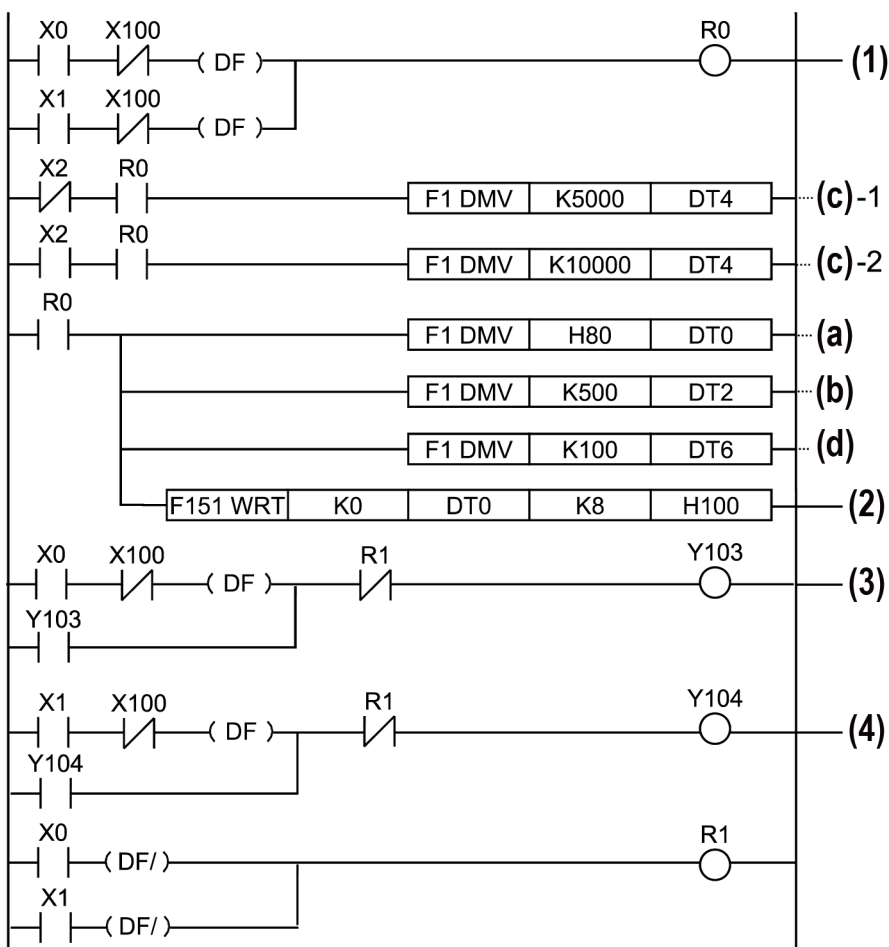 X0 X100 R0
( DF ) (1)
X1 X100
( DF )
X2 R0
F1 DMV K5000 DT4 (c)-1
X2 R0
F1 DMV K10000 DT4 (c)-2
R0
F1 DMV H80 DT0 (a)
F1 DMV K500 DT2 (b)
F1 DMV K100 DT6 (d)
F151 WRT K0 DT0 K8 H100 (2)
X0 X100 R1 Y103
( DF ) (3)
Y103
X1 X100 R1 Y104
( DF ) (4)
Y104
X0 R1
( DF/ )
X1
( DF/ )